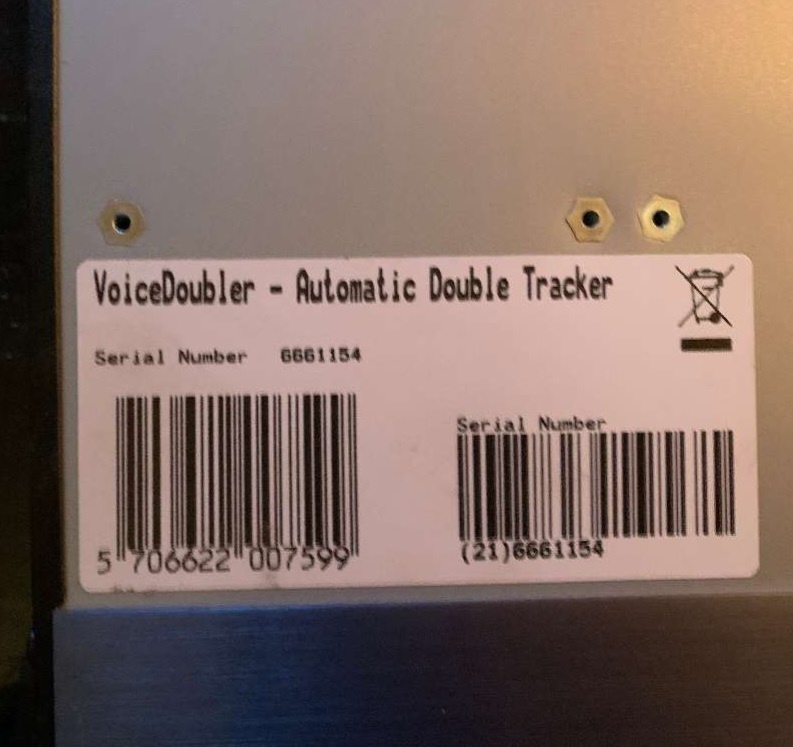 VoiceDoubler - Automatic Double Tracker
Serial Number 6661154
Serial Number
5 706622 007599
(21)6661154